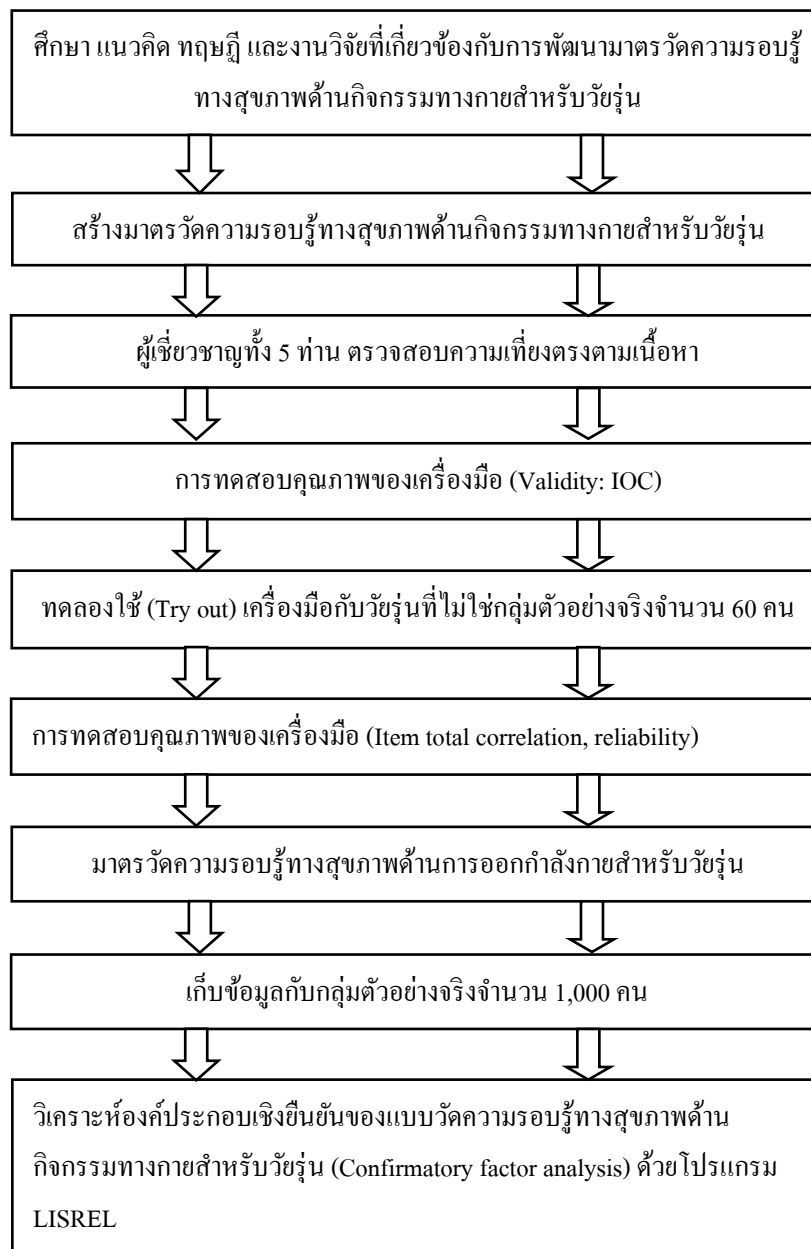 ศึกษา แนวคิด ทฤษฏี และงานวิจัยที่เกี่ยวข้องกับการพัฒนามาตรวัดความรอบรู้
ทางสุขภาพด้านกิจกรรมทางกายสำหรับวัยรุ่น
สร้างมาตรวัดความรอบรู้ทางสุขภาพด้านกิจกรรมทางกายสำหรับวัยรุ่น
ผู้เชี่ยวชาญทั้ง 5 ท่าน ตรวจสอบความเที่ยงตรงตามเนื้อหา
การทดสอบคุณภาพของเครื่องมือ (Validity: IOC)
ทดลองใช้ (Try out) เครื่องมือกับวัยรุ่นที่ไม่ใช่กลุ่มตัวอย่างจริงจำนวน 60 คน
การทดสอบคุณภาพของเครื่องมือ (Item total correlation, reliability)
มาตรวัดความรอบรู้ทางสุขภาพด้านการออกกำลังกายสำหรับวัยรุ่น
เก็บข้อมูลกับกลุ่มตัวอย่างจริงจำนวน 1,000 คน
วิเคราะห์องค์ประกอบเชิงยืนยันของแบบวัดความรอบรู้ทางสุขภาพด้าน
กิจกรรมทางกายสำหรับวัยรุ่น (Confirmatory factor analysis) ด้วยโปรแกรม
LISREL